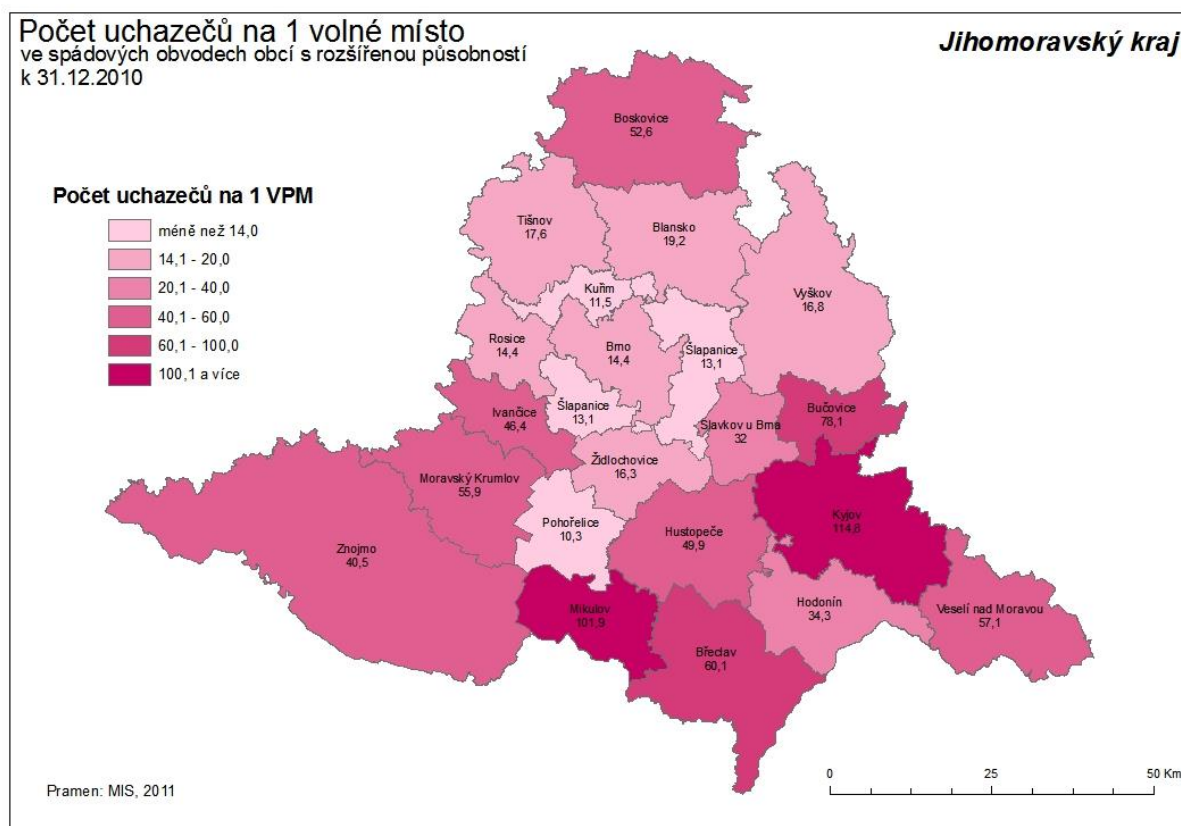 Počet uchazečů na 1 volné místo
ve spádových obvodech obcí s rozšířenou působností
k 31.12.2010
Jihomoravský kraj
Počet uchazečů na 1 VPM
méně než 14,0
14,1 - 20,0
20,1 - 40,0
40,1 - 60,0
60,1 - 100,0
100,1 a více
Boskovice
52,6
Tišnov
17,6
Blansko
19,2
Kuřim
11,5
Vyškov
16,8
Rosice
14,4
Brno
14,4
Šlapanice
13,1
Šlapanice
13,1
Ivančice
46,4
Bučovice
78,1
Slavkov u Brna
32
Židlochovice
16,3
Moravský Krumlov
55,9
Pohořelice
10,3
Hustopeče
49,9
Kyjov
114,8
Znojmo
40,5
Mikulov
101,9
Hodonín
34,3
Veselí nad Moravou
57,1
Břeclav
60,1
Pramen: MIS, 2011
0 25 50 Km